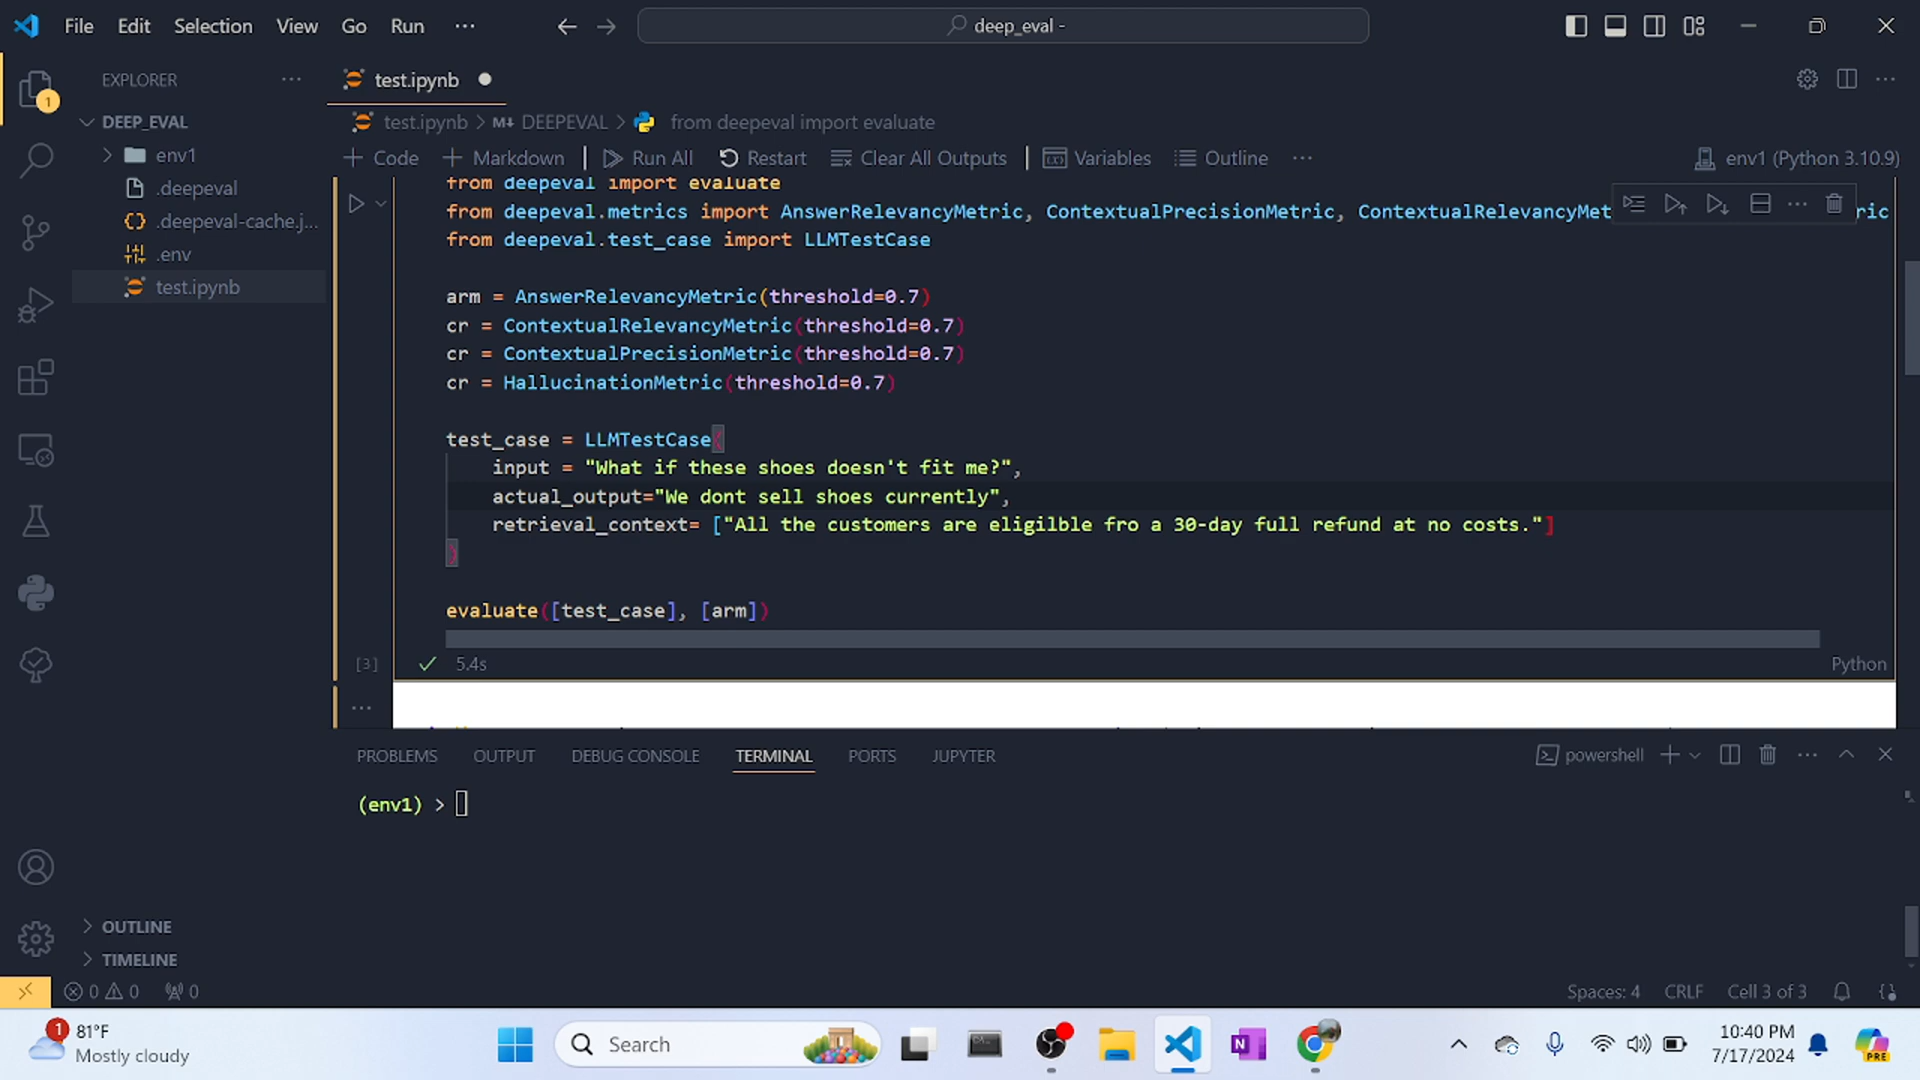 File Edit Selection View Go Run ...
deep_eval -
EXPLORER
DEEP_EVAL
env1
.deepeval
.deepeval-cache.j...
.env
test.ipynb
OUTLINE
TIMELINE
test.ipynb
test.ipynb > M↓ DEEPEVAL > from deepeval import evaluate
+ Code + Markdown | Run All Restart Clear All Outputs | Variables Outline ...
env1 (Python 3.10.9)
from deepeval import evaluate
from deepeval.metrics import AnswerRelevancyMetric, ContextualPrecisionMetric, ContextualRelevancyMet ric
from deepeval.test_case import LLMTestCase
arm = AnswerRelevancyMetric(threshold=0.7)
cr = ContextualRelevancyMetric(threshold=0.7)
cr = ContextualPrecisionMetric(threshold=0.7)
cr = HallucinationMetric(threshold=0.7)
test_case = LLMTestCase(
input = "What if these shoes doesn't fit me?",
actual_output="We dont sell shoes currently",
retrieval_context= ["All the customers are eligilble fro a 30-day full refund at no costs."]
)
evaluate([test_case], [arm])
[3] 5.4s
Python
PROBLEMS OUTPUT DEBUG CONSOLE TERMINAL PORTS JUPYTER
powershell
(env1) >
0 0 0
Spaces: 4 CRLF Cell 3 of 3
1
81°F
Mostly cloudy
Search
10:40 PM
7/17/2024
PRE